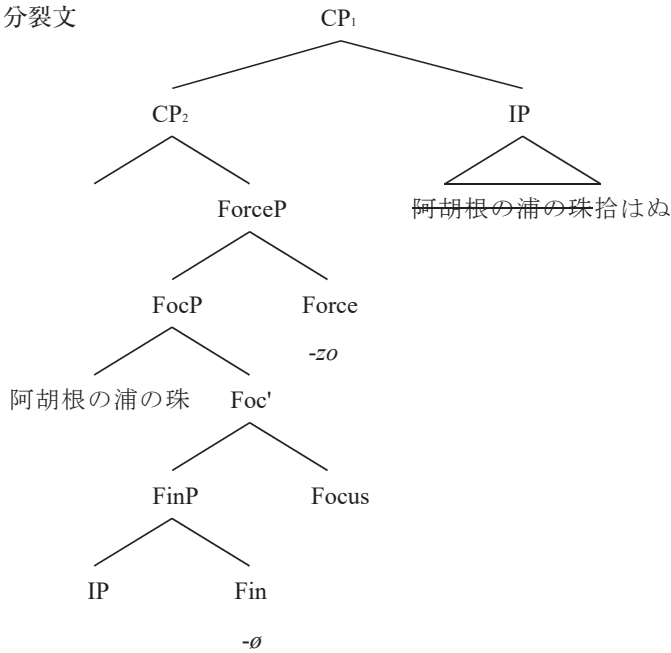 分裂文
CP₁
CP₂ IP
ForceP 阿胡根の浦の珠拾はぬ
FocP Force
-zo
阿胡根の浦の珠 Foc'
FinP Focus
IP Fin
-ø